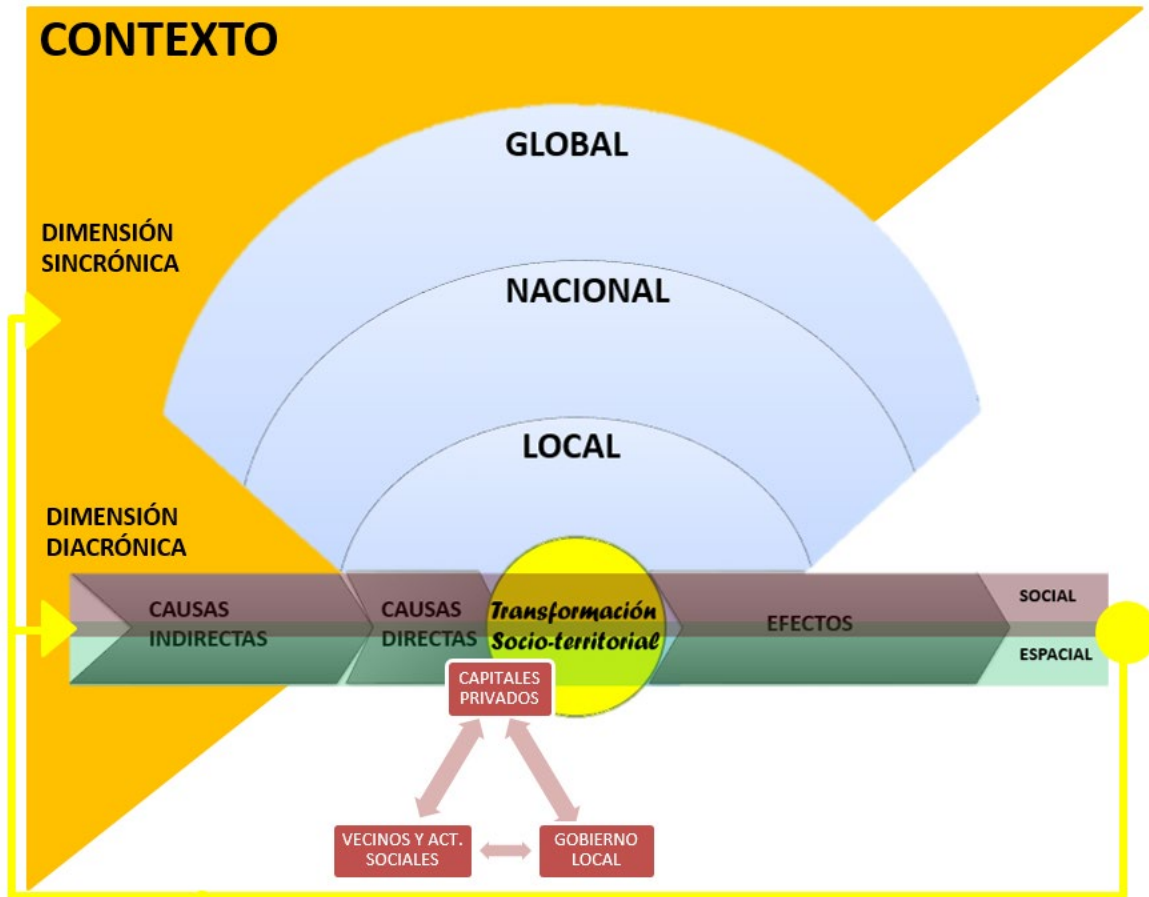 CONTEXTO
GLOBAL
DIMENSIÓN
SINCRÓNICA
NACIONAL
LOCAL
DIMENSIÓN
DIACRÓNICA
CAUSAS
INDIRECTAS
CAUSAS
DIRECTAS
Transformación
Socio-territorial
EFECTOS
SOCIAL
ESPACIAL
CAPITALES
PRIVADOS
VECINOS Y ACT.
SOCIALES
GOBIERNO
LOCAL